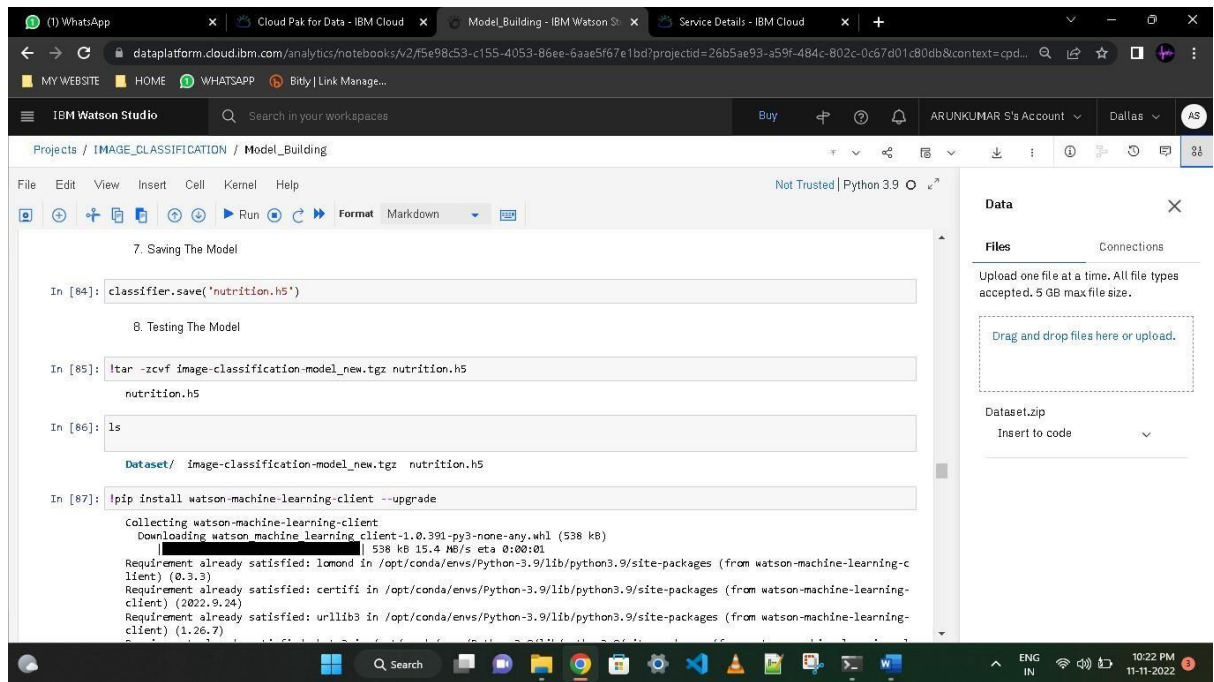 (1) WhatsApp
Cloud Pak for Data - IBM Cloud
Model_Building - IBM Watson St
Service Details - IBM Cloud
dataplatform.cloud.ibm.com/analytics/notebooks/v2/f5e98c53-c155-4053-86ee-6aae5f67e1bd?projectid=26b5ae93-a59f-484c-802c-0c67d01c80db&context=cpd...
MY WEBSITE HOME WHATSAPP Bitly | Link Manage...
IBM Watson Studio
Search in your workspaces
Buy
ARUNKUMAR S's Account
Dallas
AS
Projects / IMAGE_CLASSIFICATION / Model_Building
File Edit View Insert Cell Kernel Help
Not Trusted | Python 3.9
Run Format Markdown
7. Saving The Model
In [84]: classifier.save('nutrition.h5')
8. Testing The Model
In [85]: !tar -zcvf image-classification-model_new.tgz nutrition.h5
nutrition.h5
In [86]: ls
Dataset/ image-classification-model_new.tgz nutrition.h5
In [87]: !pip install watson-machine-learning-client --upgrade
Collecting watson-machine-learning-client
Downloading watson_machine_learning_client-1.0.391-py3-none-any.whl (538 kB)
| | 538 kB 15.4 MB/s eta 0:00:01
Requirement already satisfied: lomond in /opt/conda/envs/Python-3.9/lib/python3.9/site-packages (from watson-machine-learning-c
lient) (0.3.3)
Requirement already satisfied: certifi in /opt/conda/envs/Python-3.9/lib/python3.9/site-packages (from watson-machine-learning-
client) (2022.9.24)
Requirement already satisfied: urllib3 in /opt/conda/envs/Python-3.9/lib/python3.9/site-packages (from watson-machine-learning-
client) (1.26.7)
Data
Files Connections
Upload one file at a time. All file types
accepted. 5 GB max file size.
Drag and drop files here or upload.
Dataset.zip
Insert to code
Search
ENG
IN
10:22 PM
11-11-2022
3